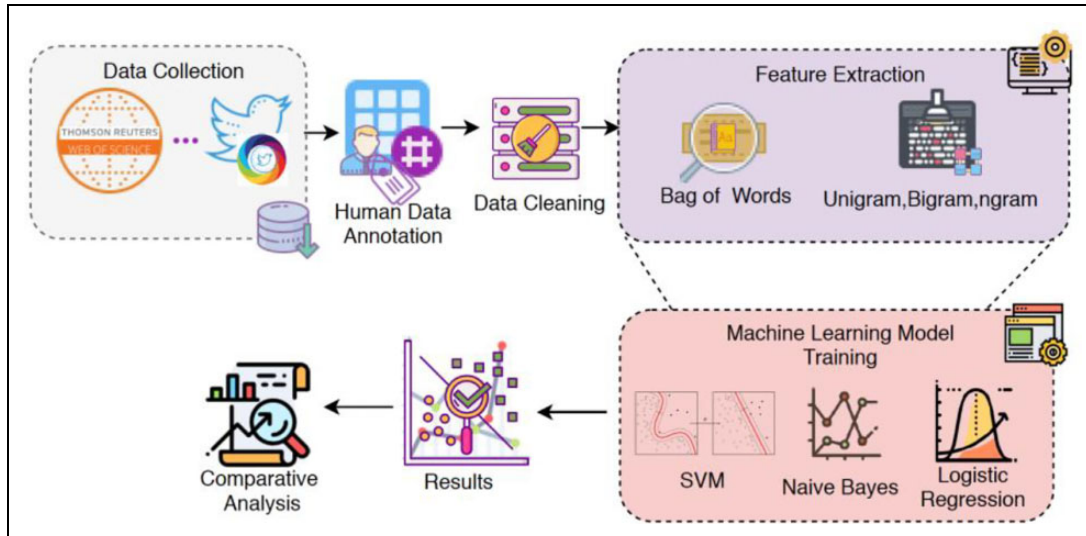 Data Collection
THOMSON REUTERS
WEB OF SCIENCE
Human Data
Annotation
Data Cleaning
Feature Extraction
Bag of Words
Unigram,Bigram,ngram
Machine Learning Model
Training
SVM
Naive Bayes
Logistic
Regression
Results
Comparative
Analysis